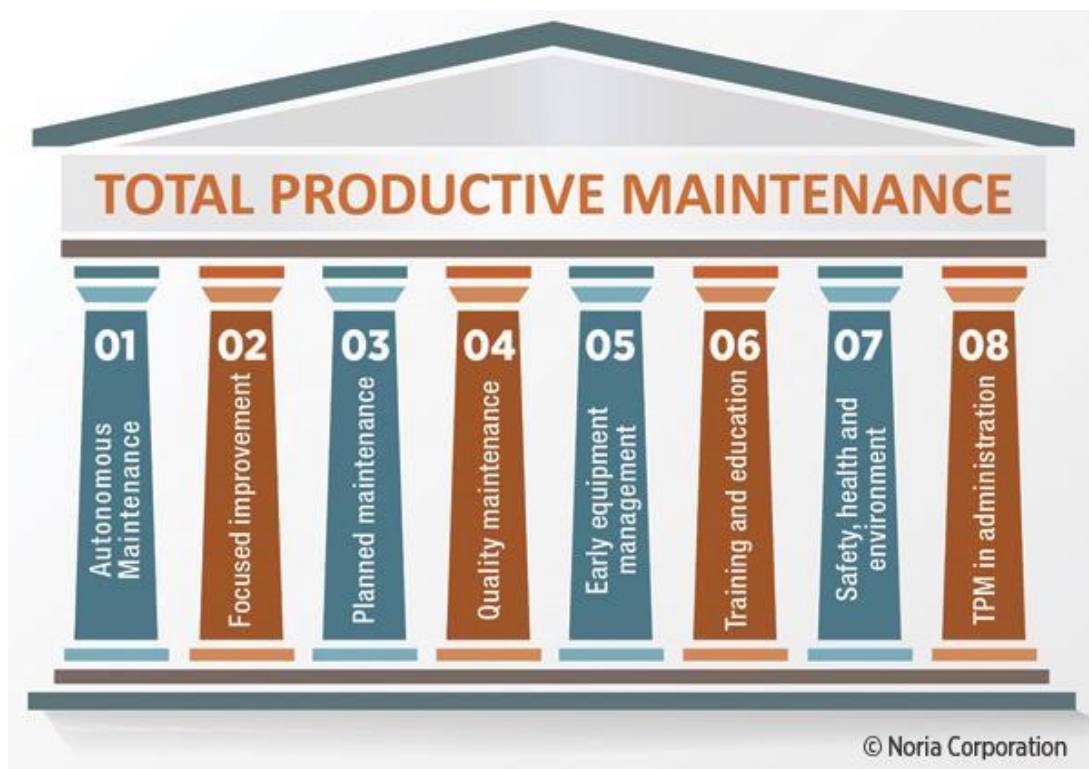 TOTAL PRODUCTIVE MAINTENANCE
01
Autonomous
Maintenance
02
Focused improvement
03
Planned maintenance
04
Quality maintenance
05
Early equipment
management
06
Training and education
07
Safety, health and
environment
08
TPM in administration
© Noria Corporation